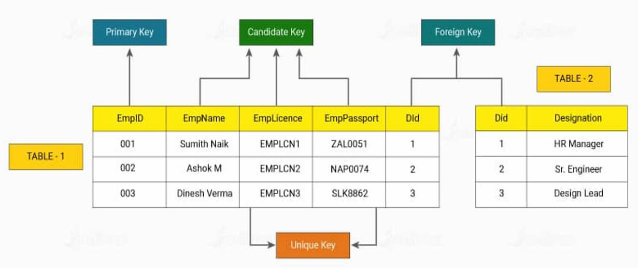 Primary Key Candidate Key Foreign Key
TABLE - 2
EmpID EmpName EmpLicence EmpPassport DId Did Designation
001 Sumith Naik EMPLCN1 ZAL0051 1 1 HR Manager
TABLE - 1
002 Ashok M EMPLCN2 NAP0074 2 2 Sr. Engineer
003 Dinesh Verma EMPLCN3 SLK8862 3 3 Design Lead
Unique Key